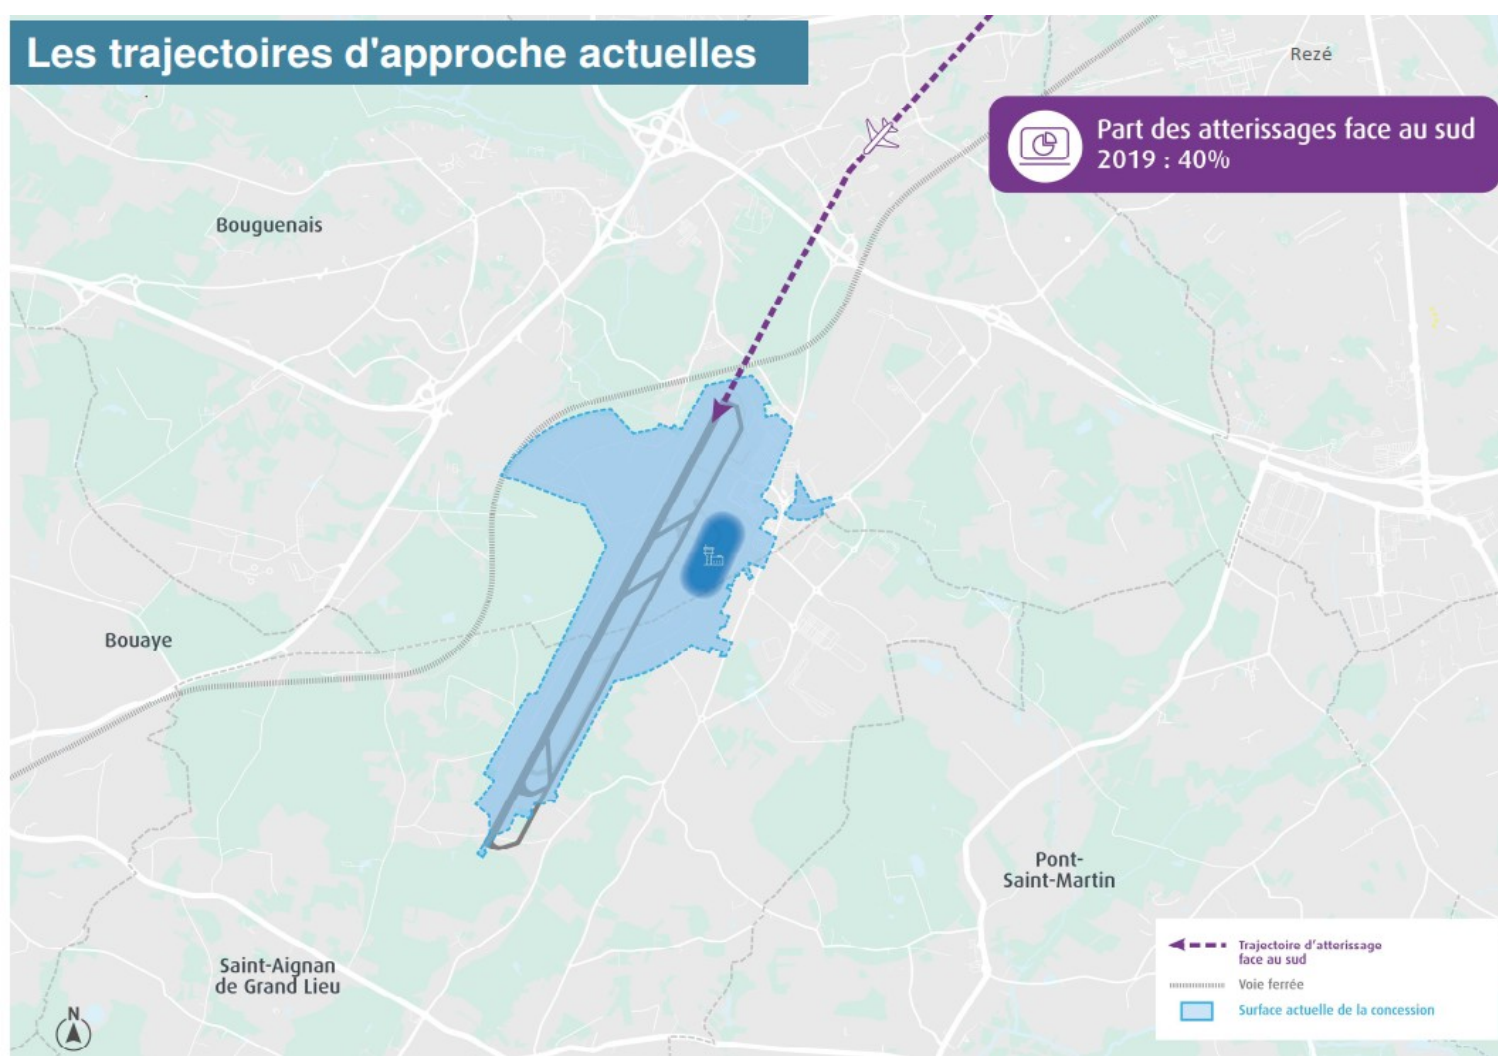 Les trajectoires d'approche actuelles
Rezé
Part des atterissages face au sud
2019 : 40%
Bouguenais
Bouaye
Pont-
Saint-Martin
Saint-Aignan
de Grand Lieu
N
Trajectoire d'atterissage
face au sud
Voie ferrée
Surface actuelle de la concession